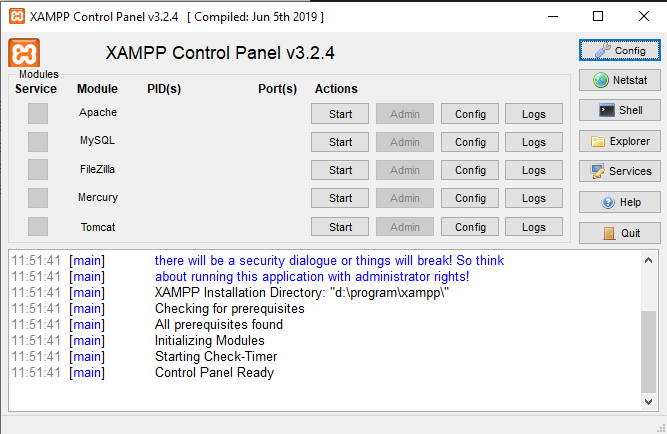 XAMPP Control Panel v3.2.4 [ Compiled: Jun 5th 2019 ]
XAMPP Control Panel v3.2.4
Config
Modules
Service Module PID(s) Port(s) Actions
Netstat
Apache Start Admin Config Logs
Shell
MySQL Start Admin Config Logs
Explorer
FileZilla Start Admin Config Logs
Services
Mercury Start Admin Config Logs
Help
Tomcat Start Admin Config Logs
Quit
11:51:41 [main] there will be a security dialogue or things will break! So think
11:51:41 [main] about running this application with administrator rights!
11:51:41 [main] XAMPP Installation Directory: "d:\program\xampp\"
11:51:41 [main] Checking for prerequisites
11:51:41 [main] All prerequisites found
11:51:41 [main] Initializing Modules
11:51:41 [main] Starting Check-Timer
11:51:41 [main] Control Panel Ready